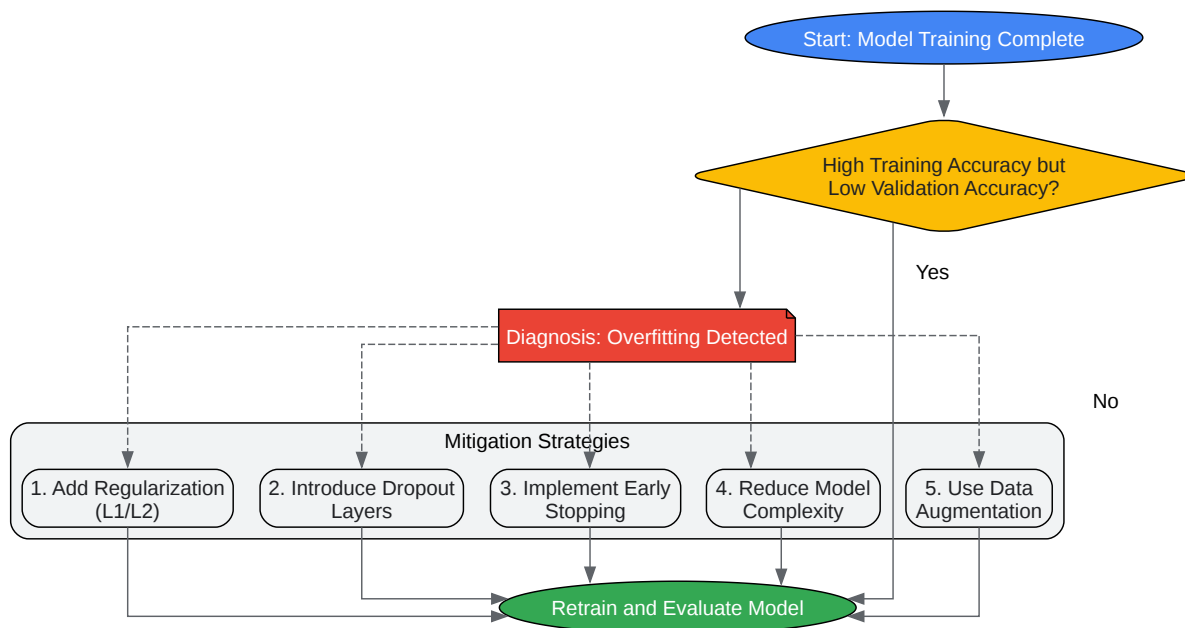 Start: Model Training Complete
High Training Accuracy but
Low Validation Accuracy?
Yes
Diagnosis: Overfitting Detected
No
Mitigation Strategies
1. Add Regularization
(L1/L2)
2. Introduce Dropout
Layers
3. Implement Early
Stopping
4. Reduce Model
Complexity
5. Use Data
Augmentation
Retrain and Evaluate Model